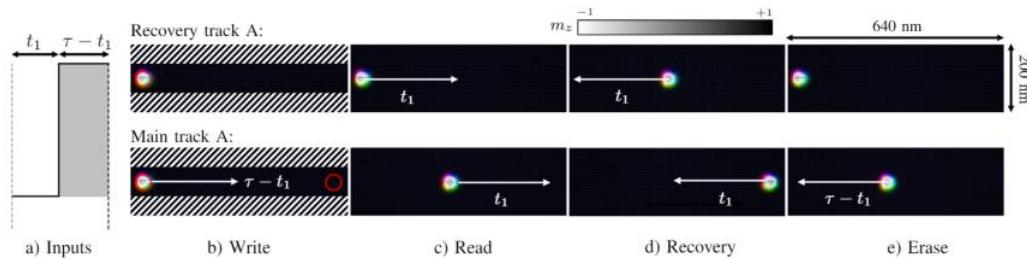 t₁
τ − t₁
Recovery track A:
m_z
−1
+1
640 nm
200 nm
t₁
t₁
Main track A:
τ − t₁
t₁
t₁
τ − t₁
a) Inputs
b) Write
c) Read
d) Recovery
e) Erase